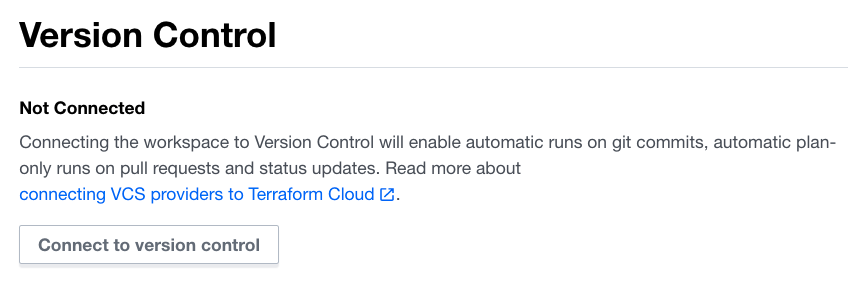 Version Control
Not Connected
Connecting the workspace to Version Control will enable automatic runs on git commits, automatic plan-
only runs on pull requests and status updates. Read more about
connecting VCS providers to Terraform Cloud.
Connect to version control